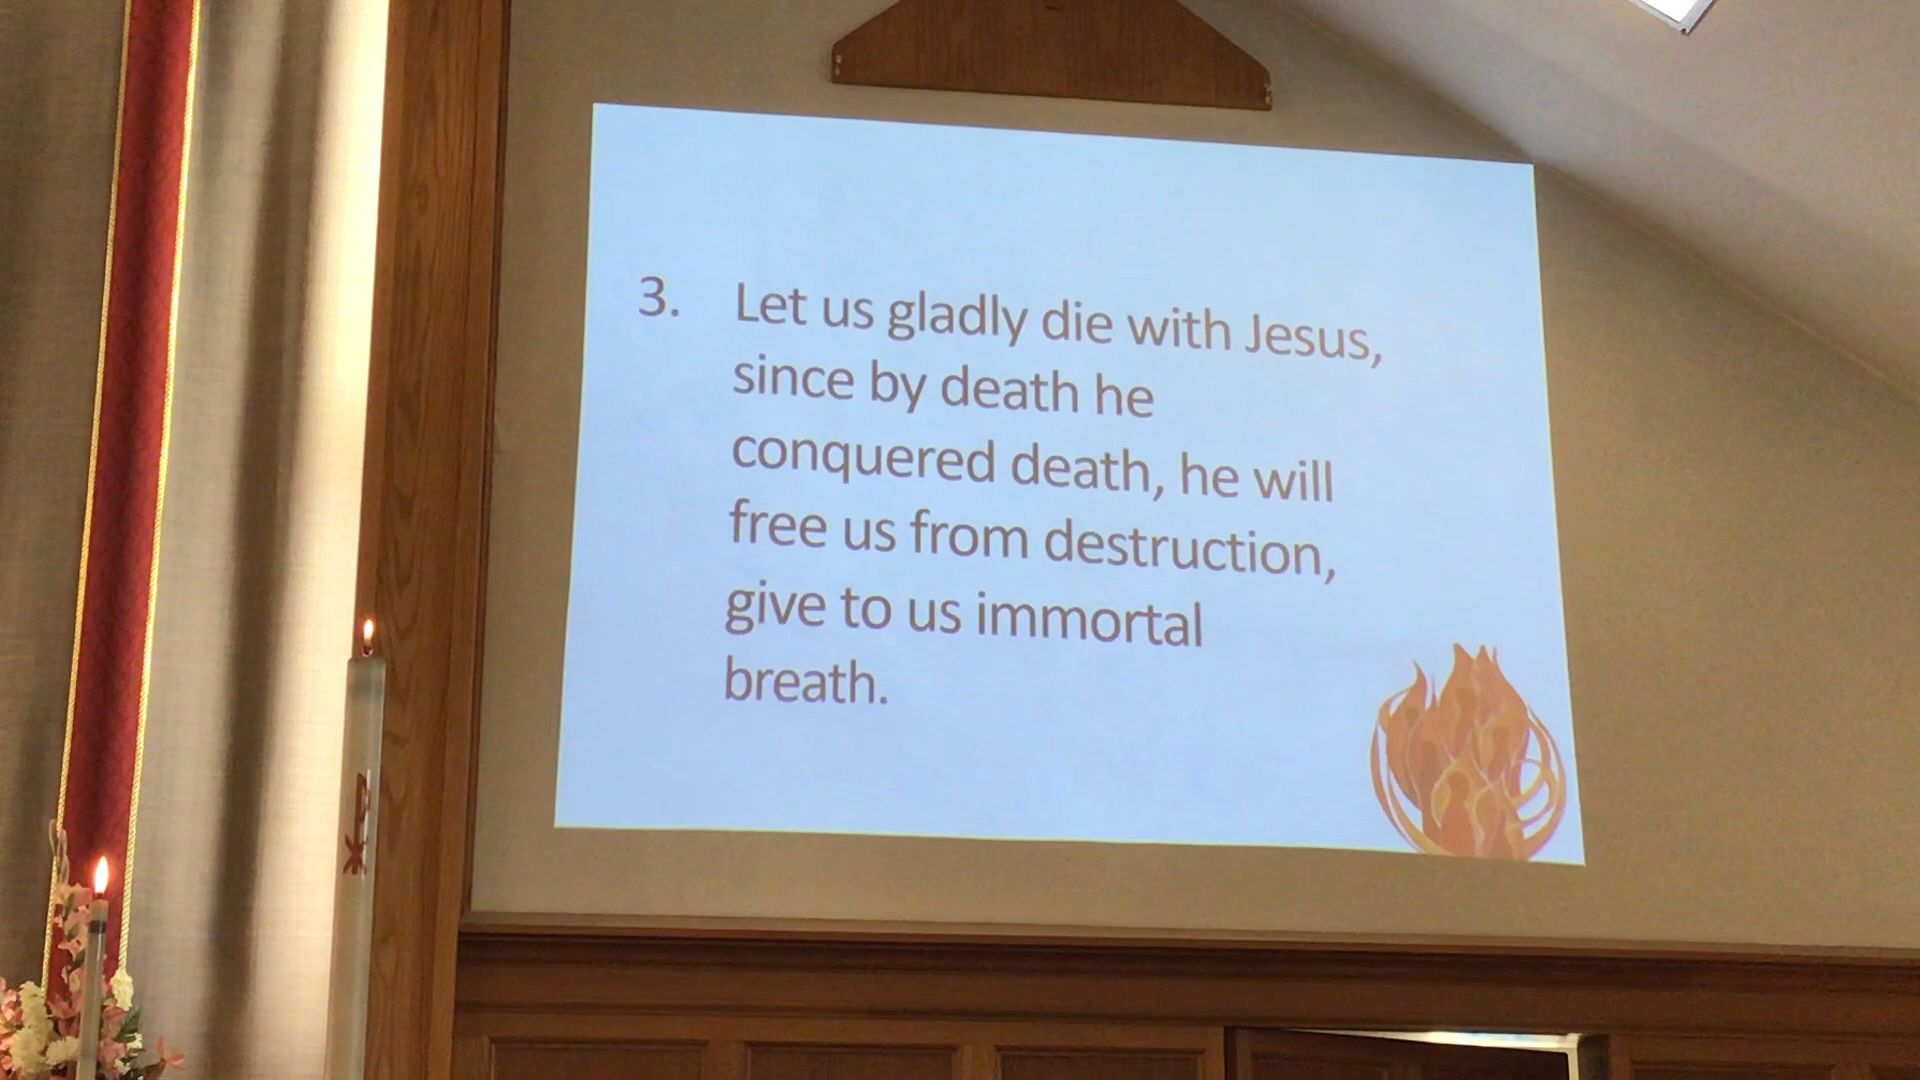 3. Let us gladly die with Jesus,
since by death he
conquered death, he will
free us from destruction,
give to us immortal
breath.